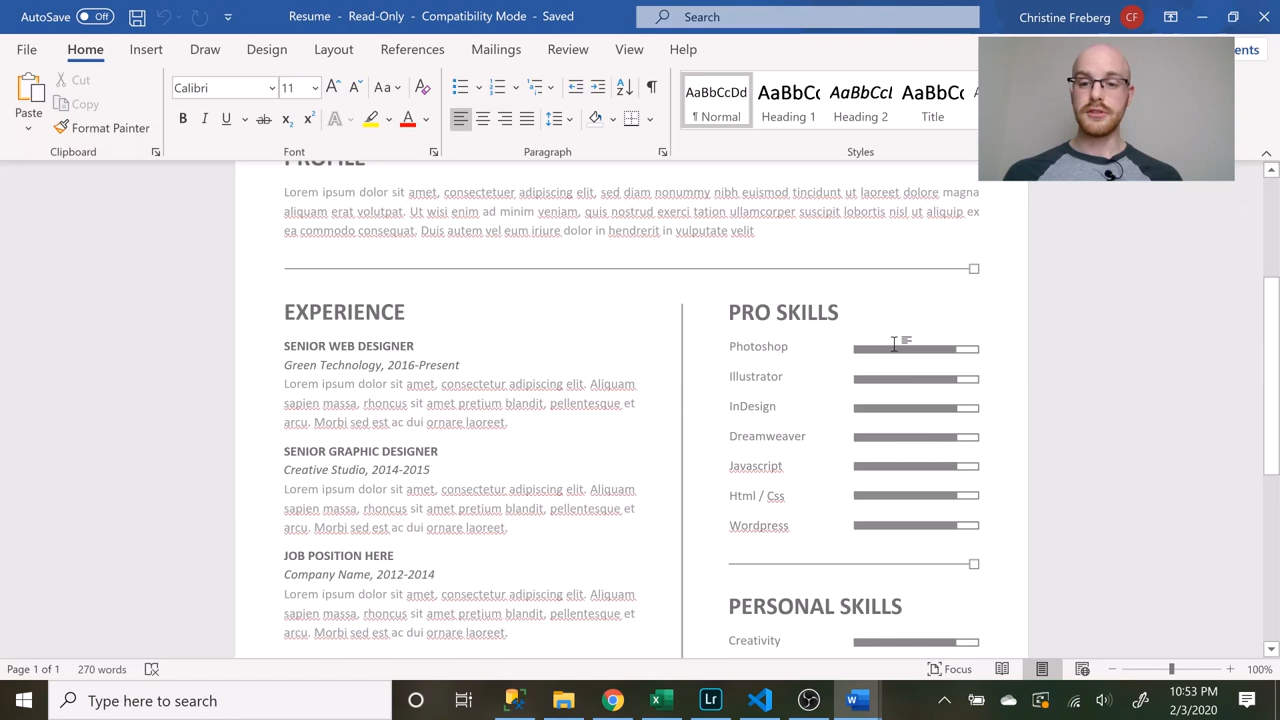 AutoSave Off
Resume - Read-Only - Compatibility Mode - Saved
Search
Christine Freberg CF
File Home Insert Draw Design Layout References Mailings Review View Help
ents
Paste
Cut
Copy
Format Painter
Clipboard
Calibri 11
Font
Paragraph
AaBbCcDd AaBbCc AaBbCcl AaBbCc
¶ Normal Heading 1 Heading 2 Title
Styles
PROFILE
Lorem ipsum dolor sit amet, consectetuer adipiscing elit, sed diam nonummy nibh euismod tincidunt ut laoreet dolore magna
aliquam erat volutpat. Ut wisi enim ad minim veniam, quis nostrud exerci tation ullamcorper suscipit lobortis nisl ut aliquip ex
ea commodo consequat. Duis autem vel eum iriure dolor in hendrerit in vulputate velit
EXPERIENCE
SENIOR WEB DESIGNER
Green Technology, 2016-Present
Lorem ipsum dolor sit amet, consectetur adipiscing elit. Aliquam
sapien massa, rhoncus sit amet pretium blandit, pellentesque et
arcu. Morbi sed est ac dui ornare laoreet.
SENIOR GRAPHIC DESIGNER
Creative Studio, 2014-2015
Lorem ipsum dolor sit amet, consectetur adipiscing elit. Aliquam
sapien massa, rhoncus sit amet pretium blandit, pellentesque et
arcu. Morbi sed est ac dui ornare laoreet.
JOB POSITION HERE
Company Name, 2012-2014
Lorem ipsum dolor sit amet, consectetur adipiscing elit. Aliquam
sapien massa, rhoncus sit amet pretium blandit, pellentesque et
arcu. Morbi sed est ac dui ornare laoreet.
PRO SKILLS
Photoshop
Illustrator
InDesign
Dreamweaver
Javascript
Html / Css
Wordpress
PERSONAL SKILLS
Creativity
Page 1 of 1 270 words
Focus
100%
Type here to search
Lr
10:53 PM
2/3/2020